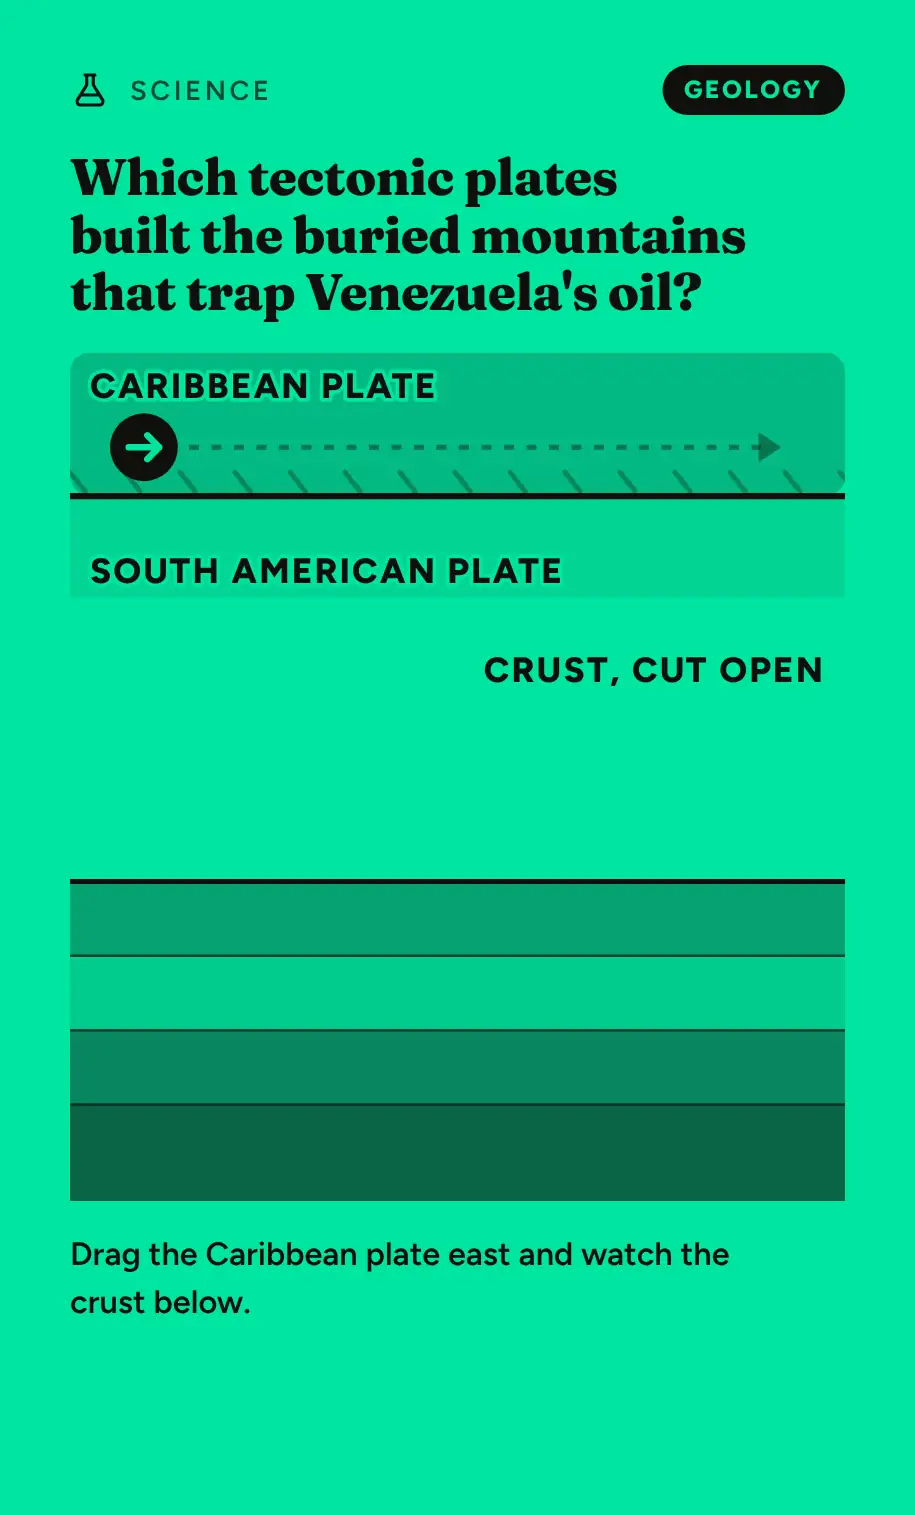 SCIENCE
GEOLOGY
Which tectonic plates
built the buried mountains
that trap Venezuela's oil?
CARIBBEAN PLATE
SOUTH AMERICAN PLATE
CRUST, CUT OPEN
Drag the Caribbean plate east and watch the
crust below.